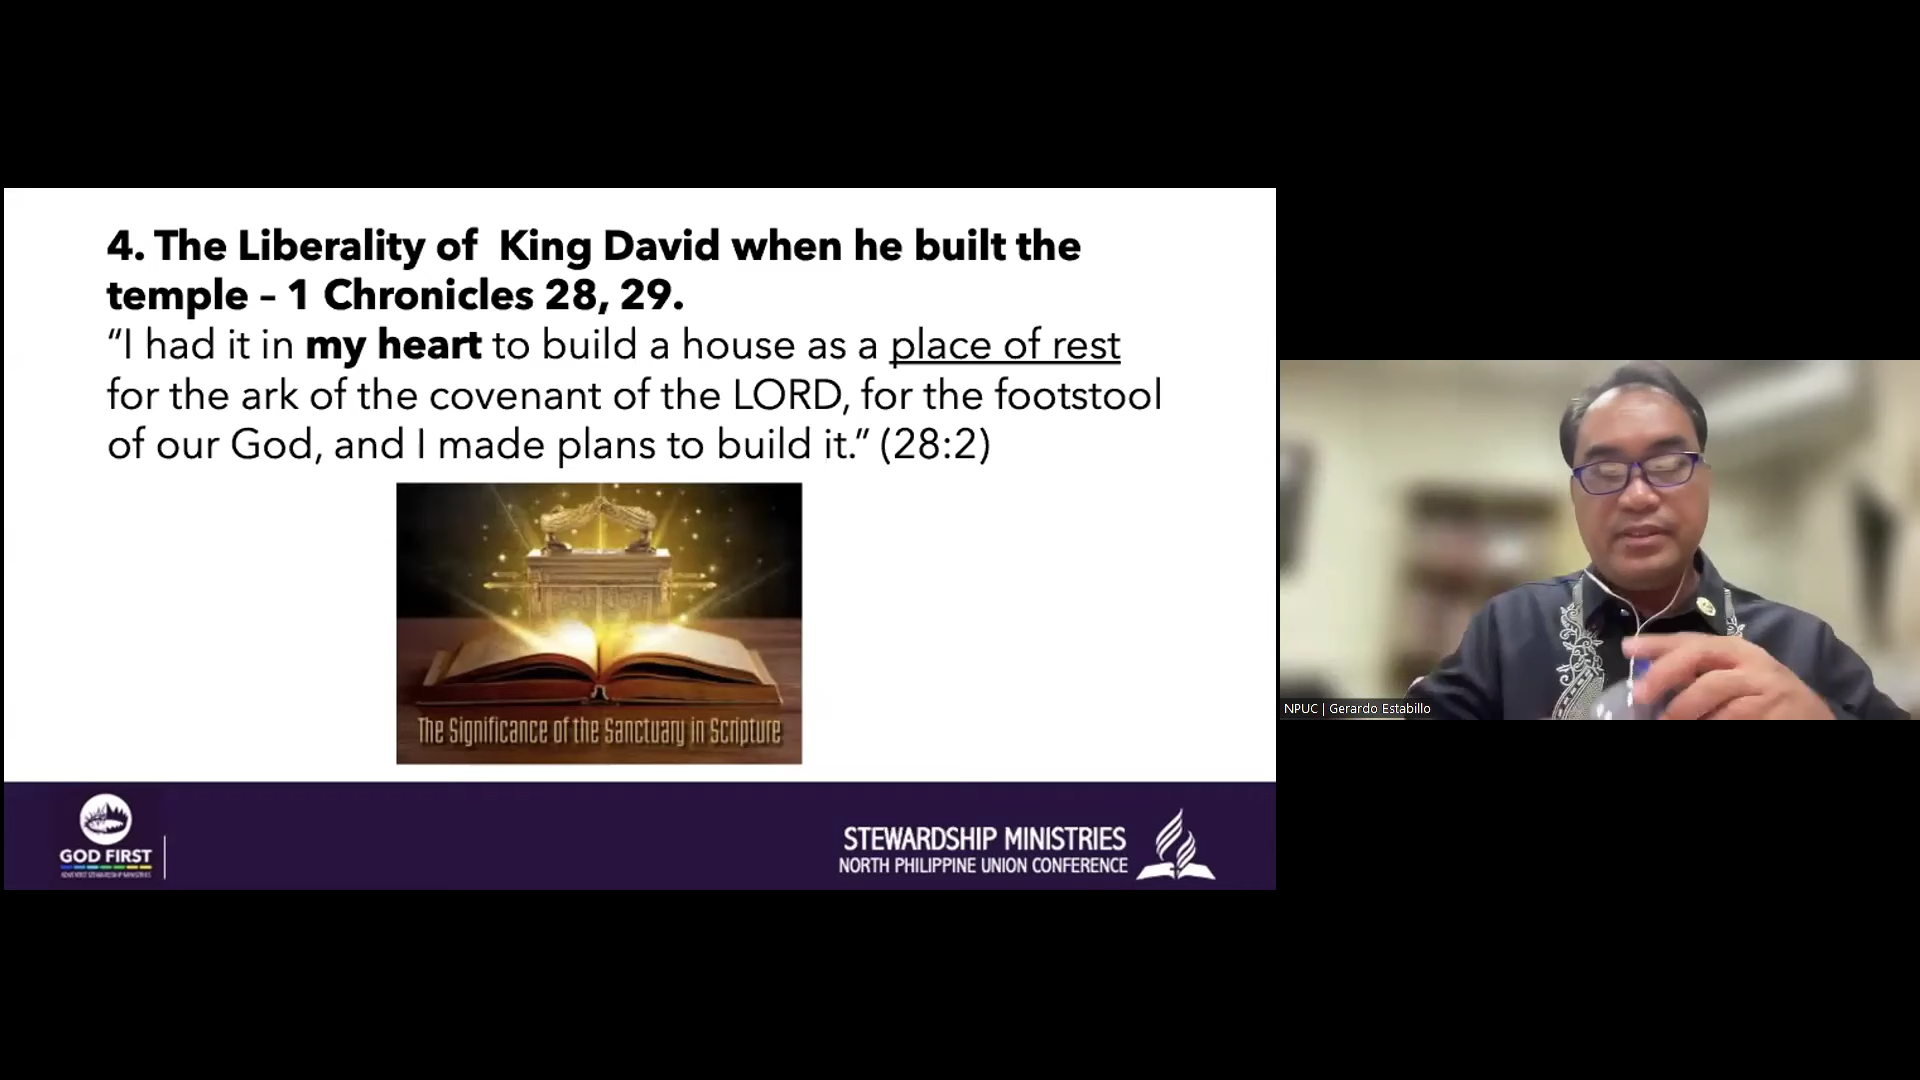 4. The Liberality of  King David when he built the
temple – 1 Chronicles 28, 29.
“I had it in my heart to build a house as a place of rest
for the ark of the covenant of the LORD, for the footstool
of our God, and I made plans to build it.” (28:2)
The Significance of the Sanctuary in Scripture
GOD FIRST
ADVENTIST STEWARDSHIP MINISTRIES
STEWARDSHIP MINISTRIES
NORTH PHILIPPINE UNION CONFERENCE
NPUC | Gerardo Estabillo